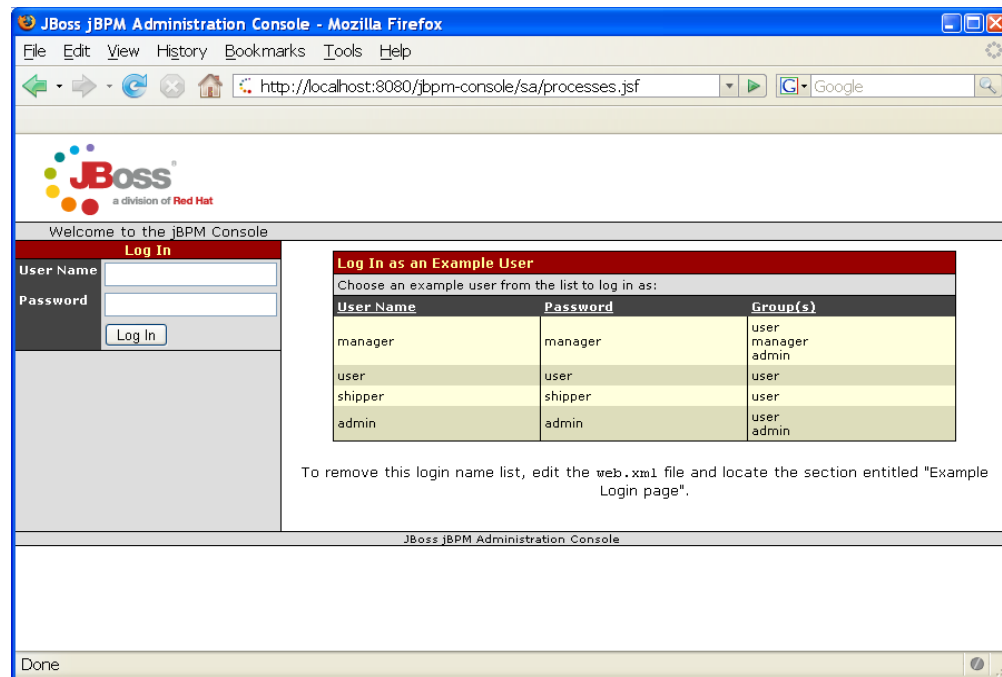 JBoss jBPM Administration Console - Mozilla Firefox
File Edit View History Bookmarks Tools Help
http://localhost:8080/jbpm-console/sa/processes.jsf
G Google
JBoss®
a division of Red Hat
Welcome to the jBPM Console
Log In
User Name
Password
Log In
Log In as an Example User
Choose an example user from the list to log in as:
User Name Password Group(s)
manager manager user
manager
admin
user user user
shipper shipper user
admin admin user
admin
To remove this login name list, edit the web.xml file and locate the section entitled "Example
Login page".
JBoss jBPM Administration Console
Done